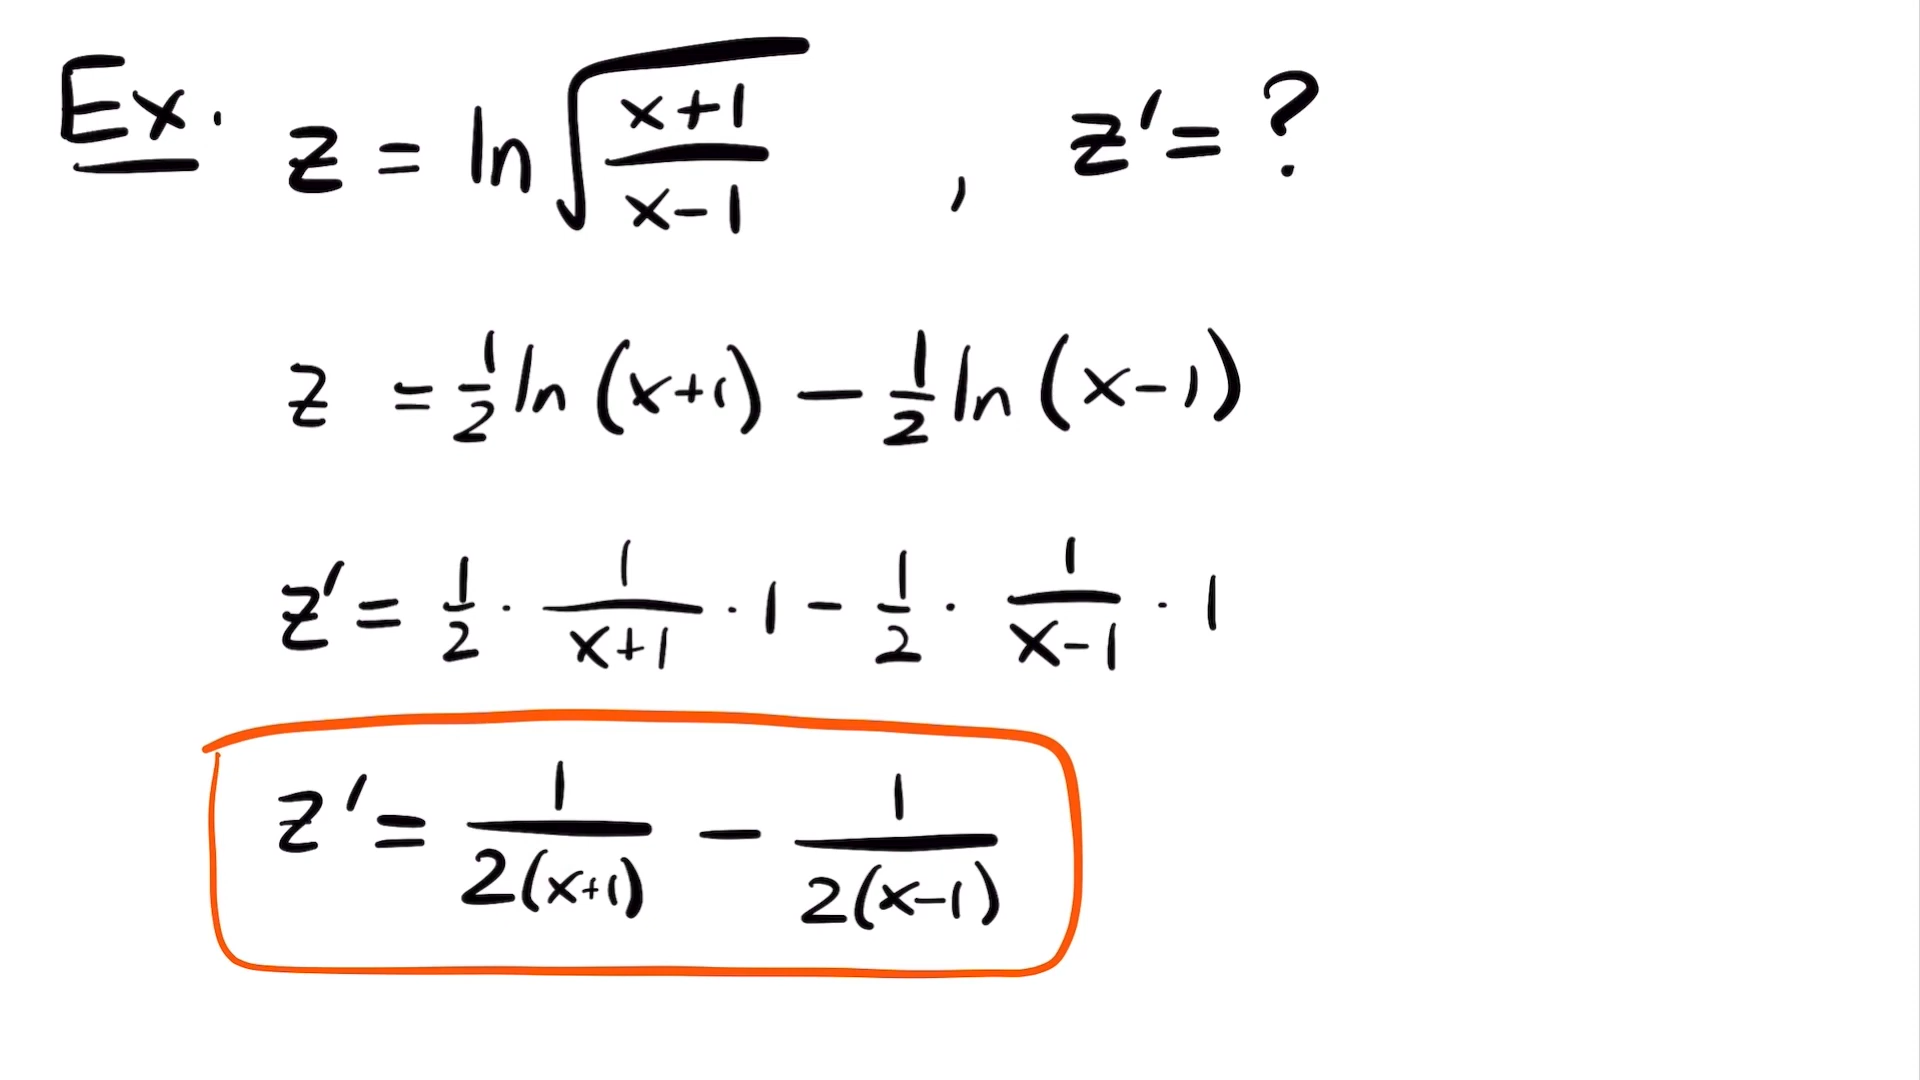 Ex. z = ln √((x+1)/(x-1)) , z' = ?
z = 1/2 ln (x+1) - 1/2 ln (x-1)
z' = 1/2 · 1/(x+1) · 1 - 1/2 · 1/(x-1) · 1
z' = 1/(2(x+1)) - 1/(2(x-1))